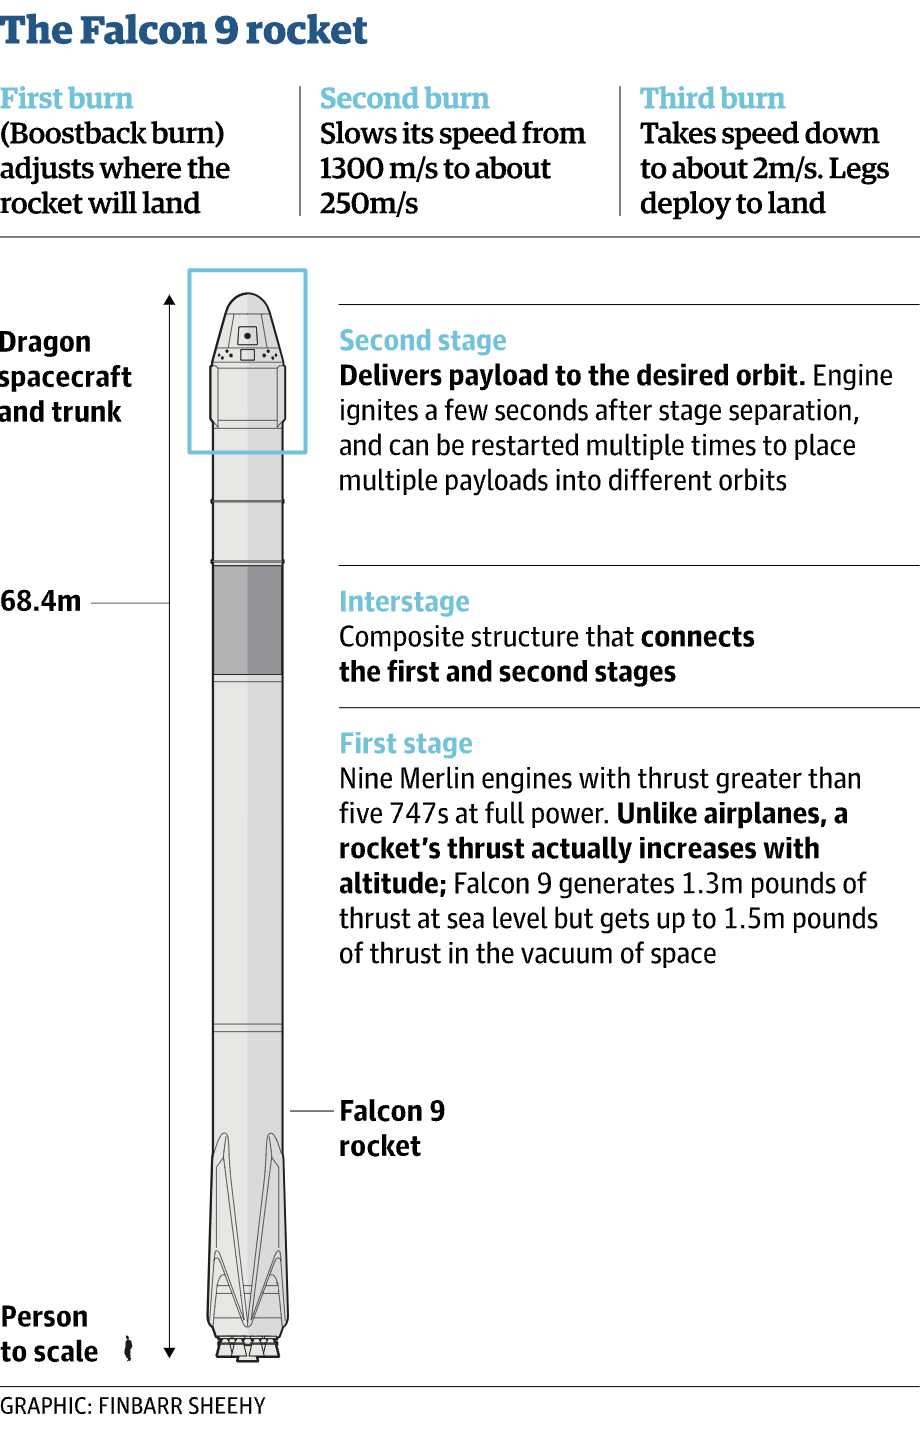 The Falcon 9 rocket
First burn
(Boostback burn)
adjusts where the
rocket will land
Second burn
Slows its speed from
1300 m/s to about
250m/s
Third burn
Takes speed down
to about 2m/s. Legs
deploy to land
Dragon
spacecraft
and trunk
Second stage
Delivers payload to the desired orbit. Engine
ignites a few seconds after stage separation,
and can be restarted multiple times to place
multiple payloads into different orbits
68.4m
Interstage
Composite structure that connects
the first and second stages
First stage
Nine Merlin engines with thrust greater than
five 747s at full power. Unlike airplanes, a
rocket's thrust actually increases with
altitude; Falcon 9 generates 1.3m pounds of
thrust at sea level but gets up to 1.5m pounds
of thrust in the vacuum of space
Falcon 9
rocket
Person
to scale
GRAPHIC: FINBARR SHEEHY